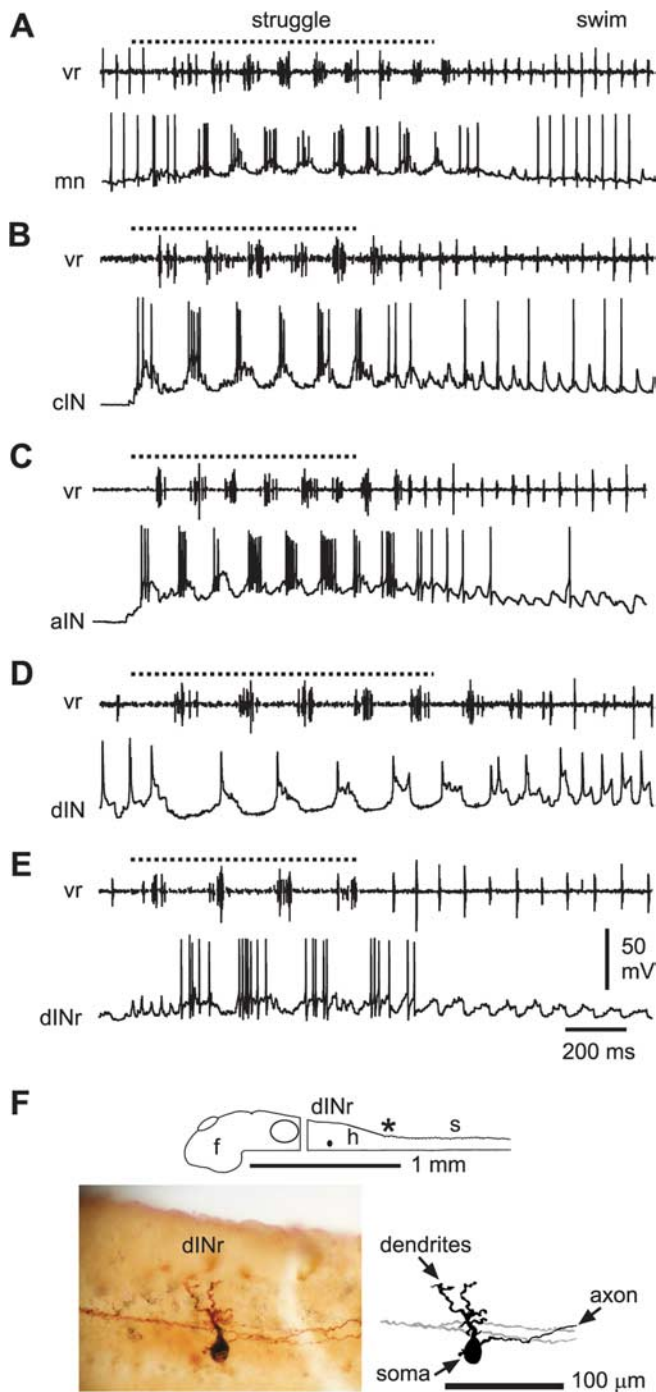 A
struggle swim
vr
mn
B
vr
cIN
C
vr
aIN
D
vr
dIN
E
vr
50
mV
dINr
200 ms
F
dINr
f h * s
1 mm
dINr
dendrites
axon
soma
100 μm